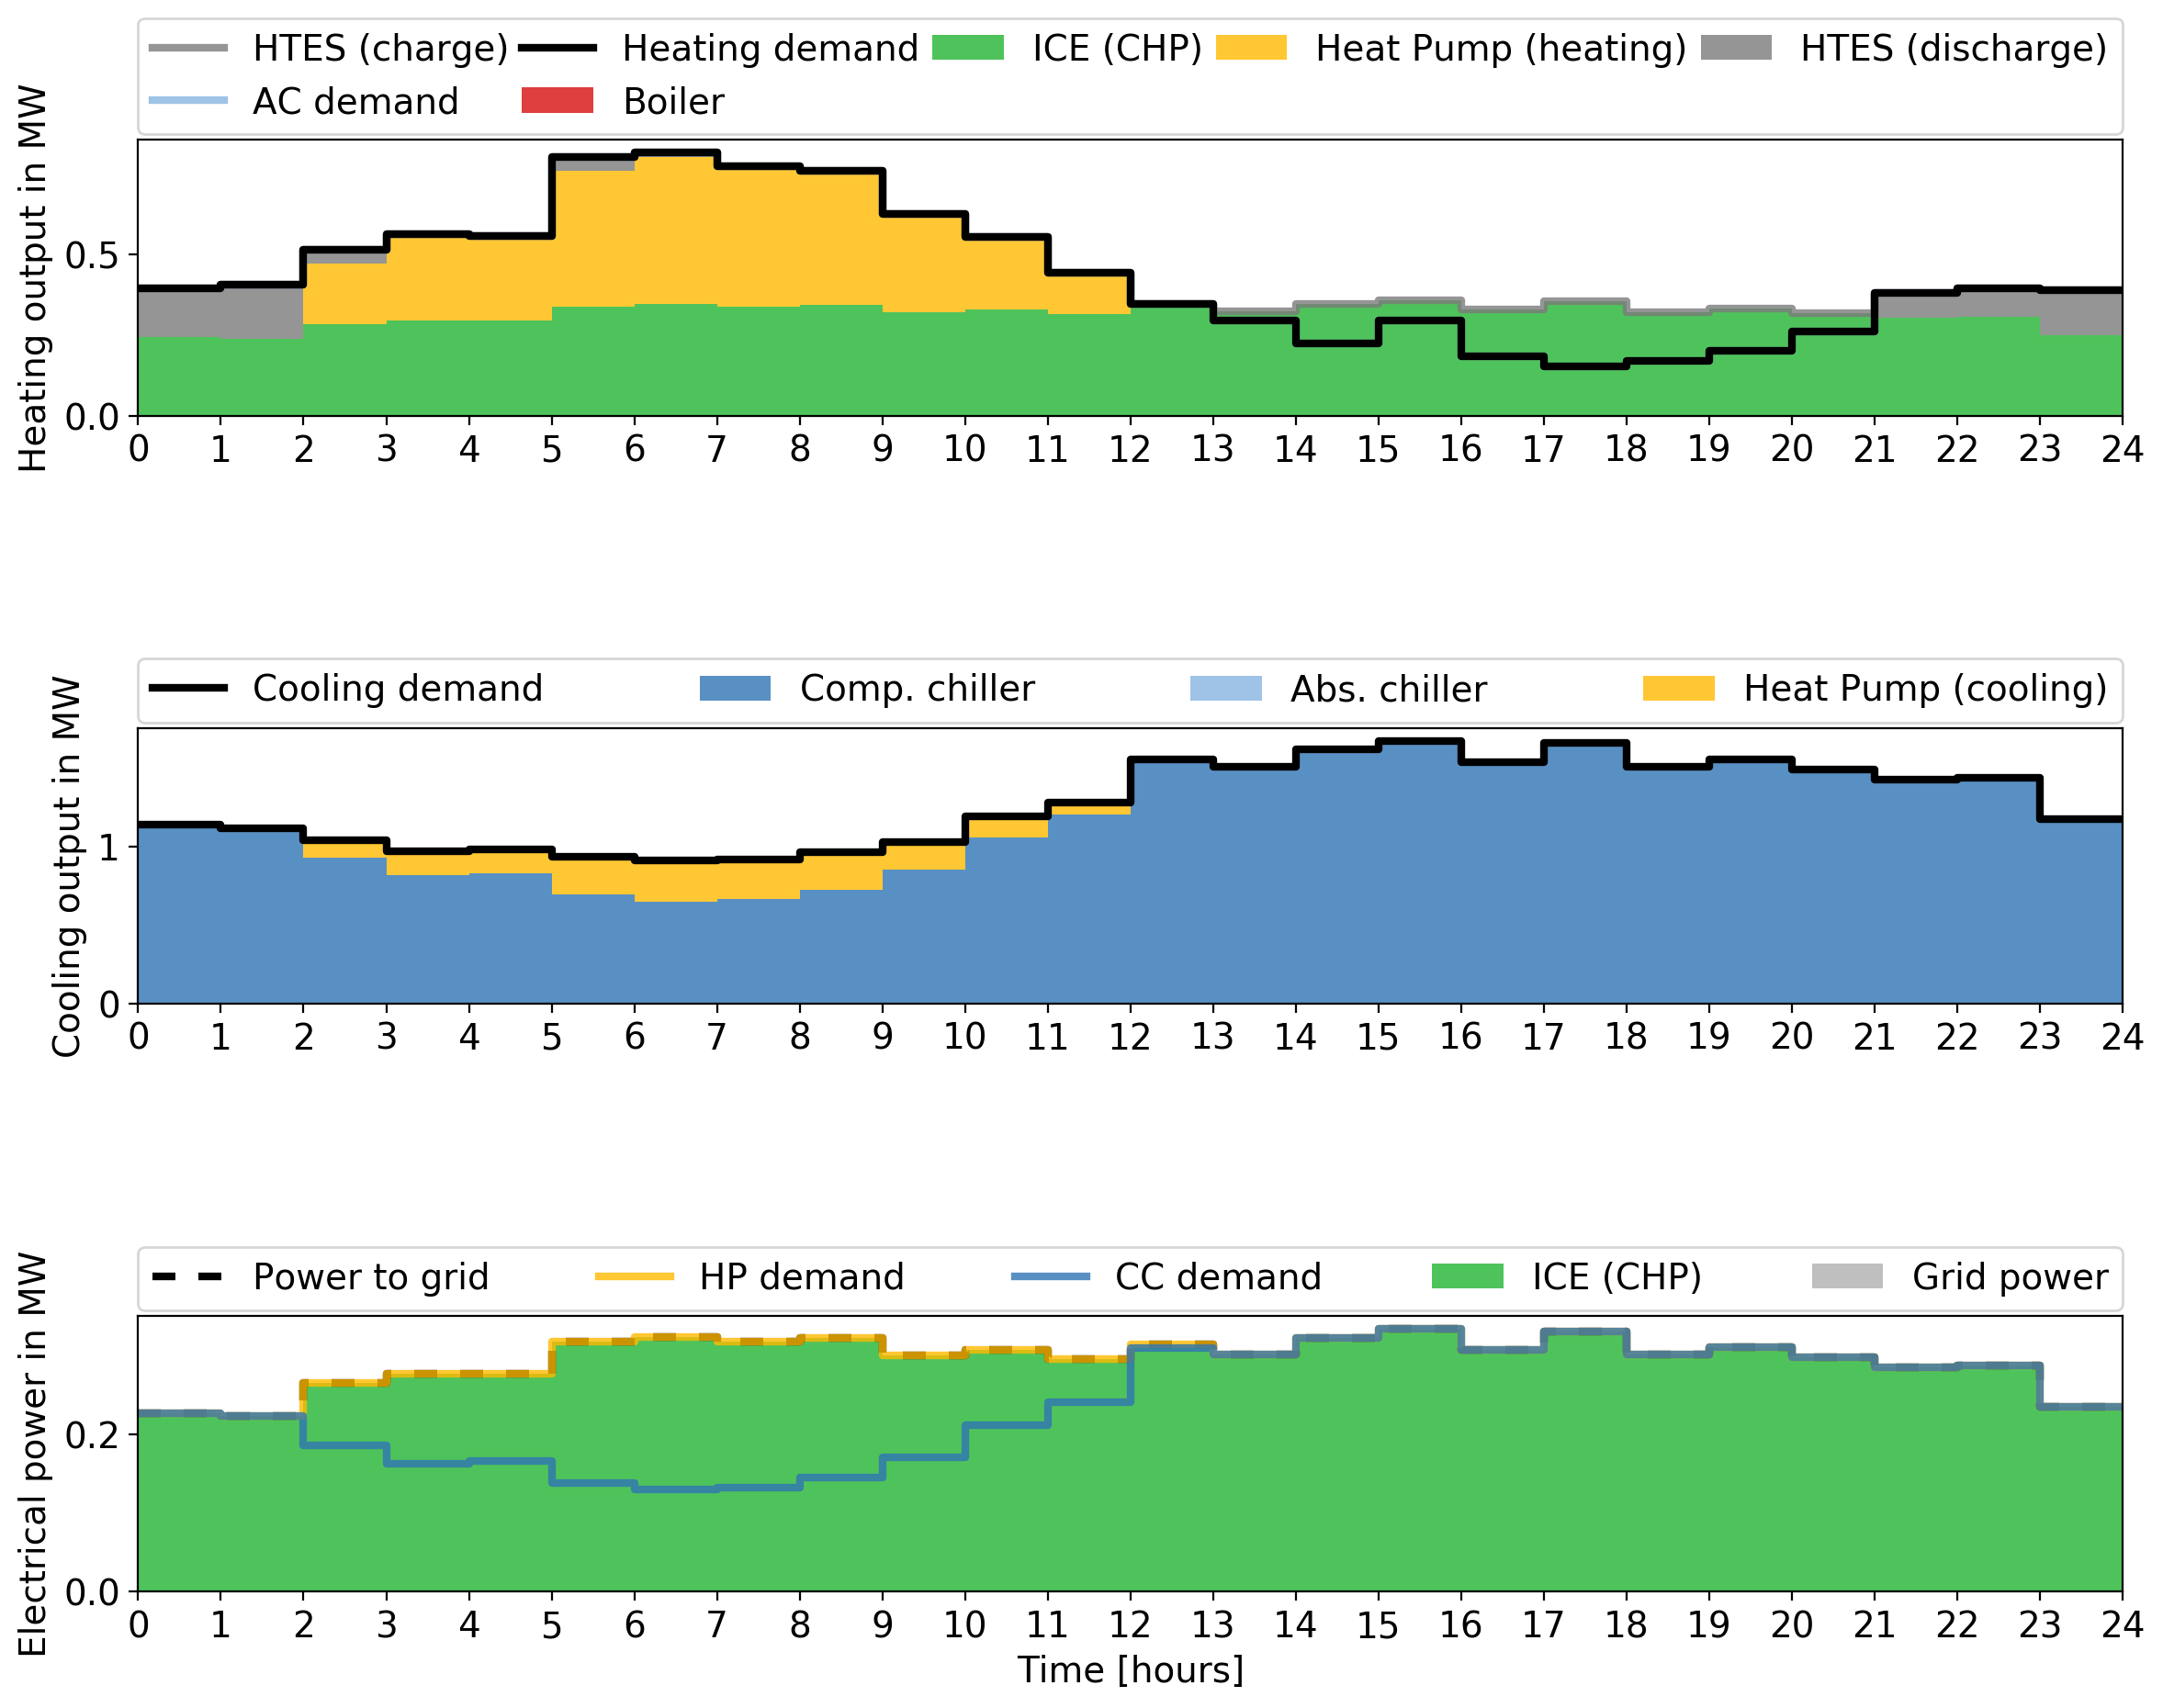 HTES (charge) Heating demand ICE (CHP) Heat Pump (heating) HTES (discharge)
AC demand Boiler
Heating output in MW
0.5
0.0
0 1 2 3 4 5 6 7 8 9 10 11 12 13 14 15 16 17 18 19 20 21 22 23 24
Cooling demand Comp. chiller Abs. chiller Heat Pump (cooling)
Cooling output in MW
1
0
0 1 2 3 4 5 6 7 8 9 10 11 12 13 14 15 16 17 18 19 20 21 22 23 24
Power to grid HP demand CC demand ICE (CHP) Grid power
Electrical power in MW
0.2
0.0
0 1 2 3 4 5 6 7 8 9 10 11 12 13 14 15 16 17 18 19 20 21 22 23 24
Time [hours]